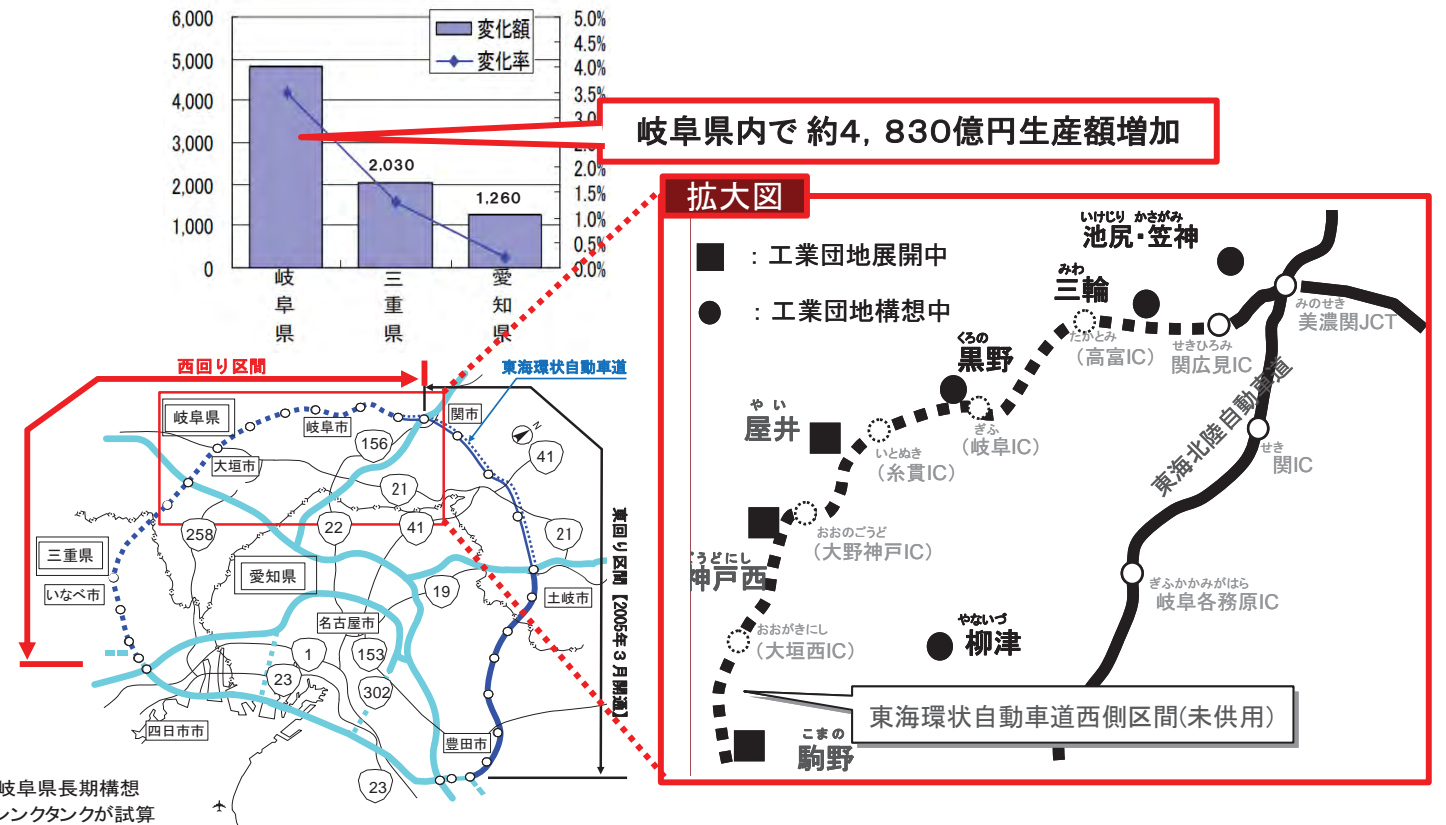 6,000
5,000
4,000
3,000
2,000
1,000
0
変化額
変化率
5.0%
4.5%
4.0%
3.5%
3.0%
2.0%
1.5%
1.0%
0.5%
0.0%
2,030
1,260
岐阜県
三重県
愛知県
岐阜県内で 約4，830億円生産額増加
西回り区間
東海環状自動車道
岐阜県
岐阜市
関市
大垣市
156
41
21
N
258
22
41
21
三重県
愛知県
いなべ市
19
土岐市
名古屋市
1
153
23
302
四日市市
豊田市
23
東回り区間【2005年3月開通】
岐阜県長期構想
シンクタンクが試算
拡大図
：工業団地展開中
：工業団地構想中
いけじり かさがみ
池尻・笠神
みわ
三輪
みのせき
美濃関JCT
たかとみ
（高富IC）
せきひろみ
関広見IC
くろの
黒野
やい
屋井
ぎふ
（岐阜IC）
いとぬき
（糸貫IC）
東海北陸自動車道
せき
関IC
おおのごうど
（大野神戸IC）
うどにし
神戸西
ぎふかかみがはら
岐阜各務原IC
おおがきにし
（大垣西IC）
やないづ
柳津
東海環状自動車道西側区間(未供用)
こまの
駒野